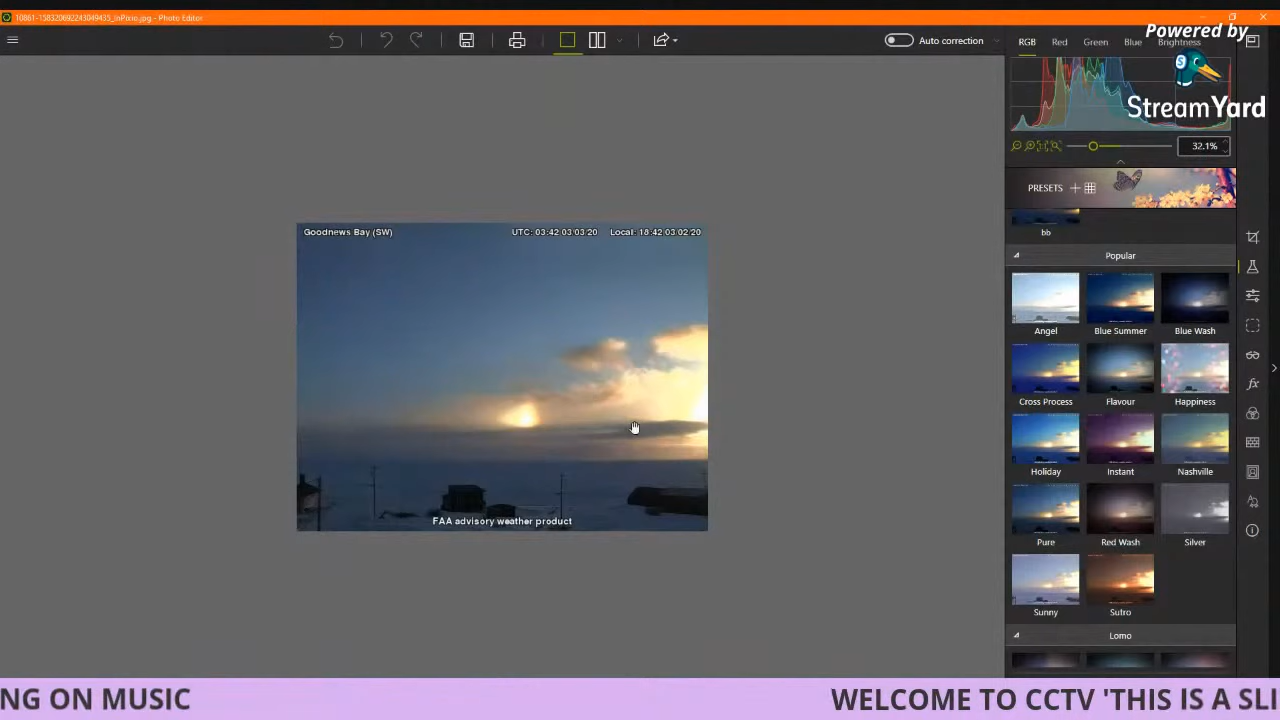 10861-158320692243049435_InPixio.jpg - Photo Editor
Powered by
StreamYard
Auto correction
RGB Red Green Blue Brightness
32.1%
PRESETS
bb
Popular
Angel Blue Summer Blue Wash
Cross Process Flavour Happiness
Holiday Instant Nashville
Pure Red Wash Silver
Sunny Sutro
Lomo
Goodnews Bay (SW) UTC: 03:42 03:03:20 Local: 18:42 03:02:20
FAA advisory weather product
NG ON MUSIC WELCOME TO CCTV 'THIS IS A SLI